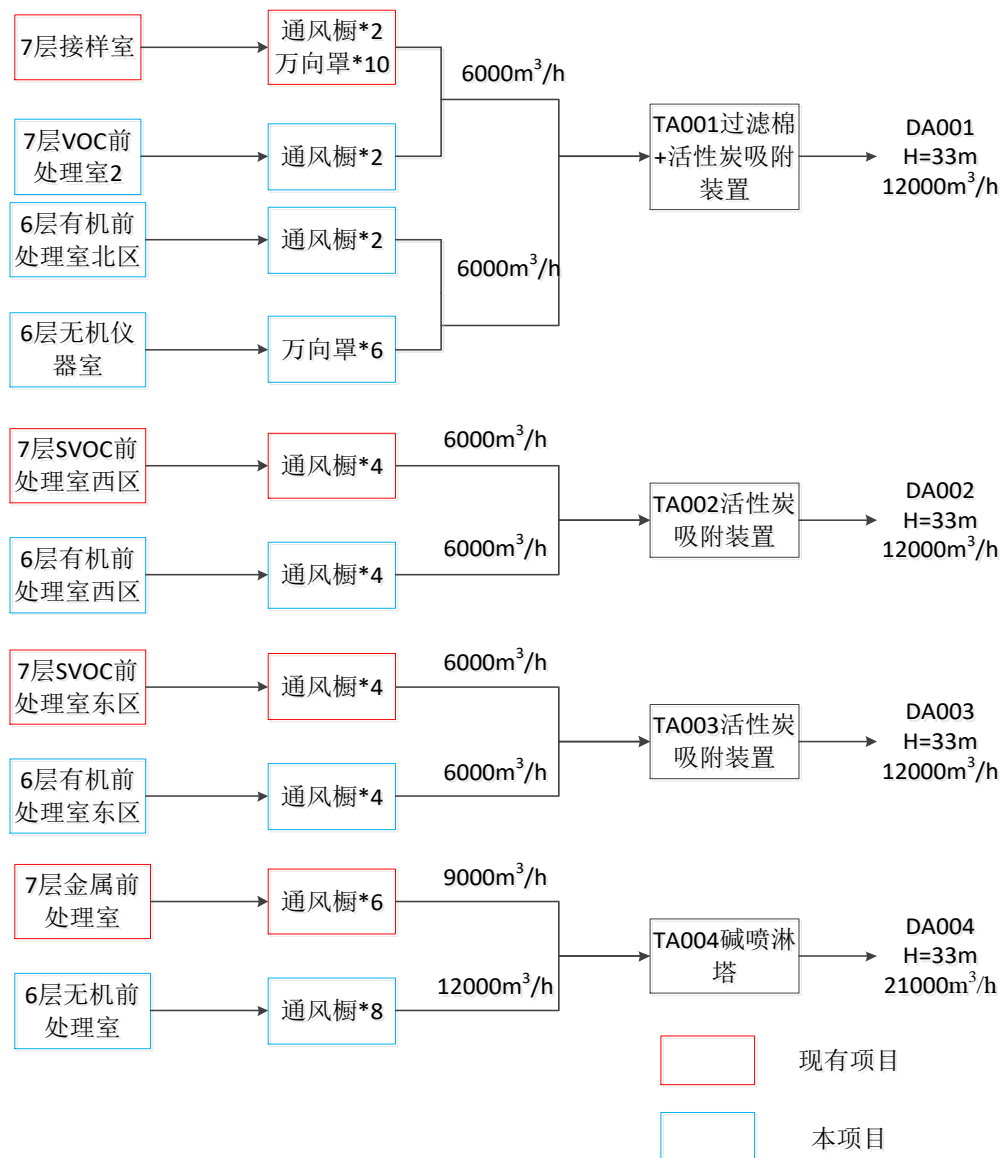 7层接样室
通风橱*2
万向罩*10
6000m³/h
7层VOC前
处理室2
通风橱*2
TA001过滤棉
+活性炭吸附
装置
DA001
H=33m
12000m³/h
6层有机前
处理室北区
通风橱*2
6000m³/h
6层无机仪
器室
万向罩*6
7层SVOC前
处理室西区
通风橱*4
6000m³/h
TA002活性炭
吸附装置
DA002
H=33m
12000m³/h
6层有机前
处理室西区
通风橱*4
6000m³/h
7层SVOC前
处理室东区
通风橱*4
6000m³/h
TA003活性炭
吸附装置
DA003
H=33m
12000m³/h
6层有机前
处理室东区
通风橱*4
6000m³/h
7层金属前
处理室
通风橱*6
9000m³/h
TA004碱喷淋
塔
DA004
H=33m
21000m³/h
6层无机前
处理室
通风橱*8
12000m³/h
现有项目
本项目